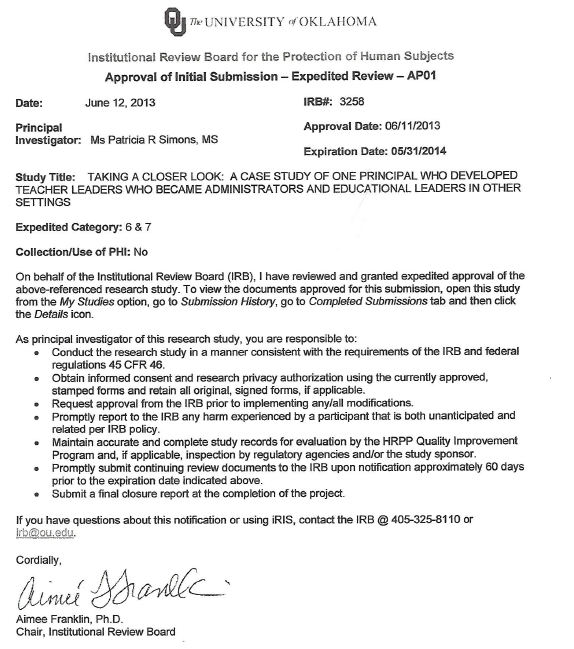 The UNIVERSITY of OKLAHOMA
Institutional Review Board for the Protection of Human Subjects
Approval of Initial Submission – Expedited Review – AP01
Date: June 12, 2013 IRB#: 3258
Principal Approval Date: 06/11/2013
Investigator: Ms Patricia R Simons, MS
Expiration Date: 05/31/2014
Study Title: TAKING A CLOSER LOOK: A CASE STUDY OF ONE PRINCIPAL WHO DEVELOPED
TEACHER LEADERS WHO BECAME ADMINISTRATORS AND EDUCATIONAL LEADERS IN OTHER
SETTINGS
Expedited Category: 6 & 7
Collection/Use of PHI: No
On behalf of the Institutional Review Board (IRB), I have reviewed and granted expedited approval of the
above-referenced research study. To view the documents approved for this submission, open this study
from the My Studies option, go to Submission History, go to Completed Submissions tab and then click
the Details icon.
As principal investigator of this research study, you are responsible to:
• Conduct the research study in a manner consistent with the requirements of the IRB and federal
regulations 45 CFR 46.
• Obtain informed consent and research privacy authorization using the currently approved,
stamped forms and retain all original, signed forms, if applicable.
• Request approval from the IRB prior to implementing any/all modifications.
• Promptly report to the IRB any harm experienced by a participant that is both unanticipated and
related per IRB policy.
• Maintain accurate and complete study records for evaluation by the HRPP Quality Improvement
Program and, if applicable, inspection by regulatory agencies and/or the study sponsor.
• Promptly submit continuing review documents to the IRB upon notification approximately 60 days
prior to the expiration date indicated above.
• Submit a final closure report at the completion of the project.
If you have questions about this notification or using iRIS, contact the IRB @ 405-325-8110 or
irb@ou.edu.
Cordially,
Aimeé Franklin
Aimee Franklin, Ph.D.
Chair, Institutional Review Board